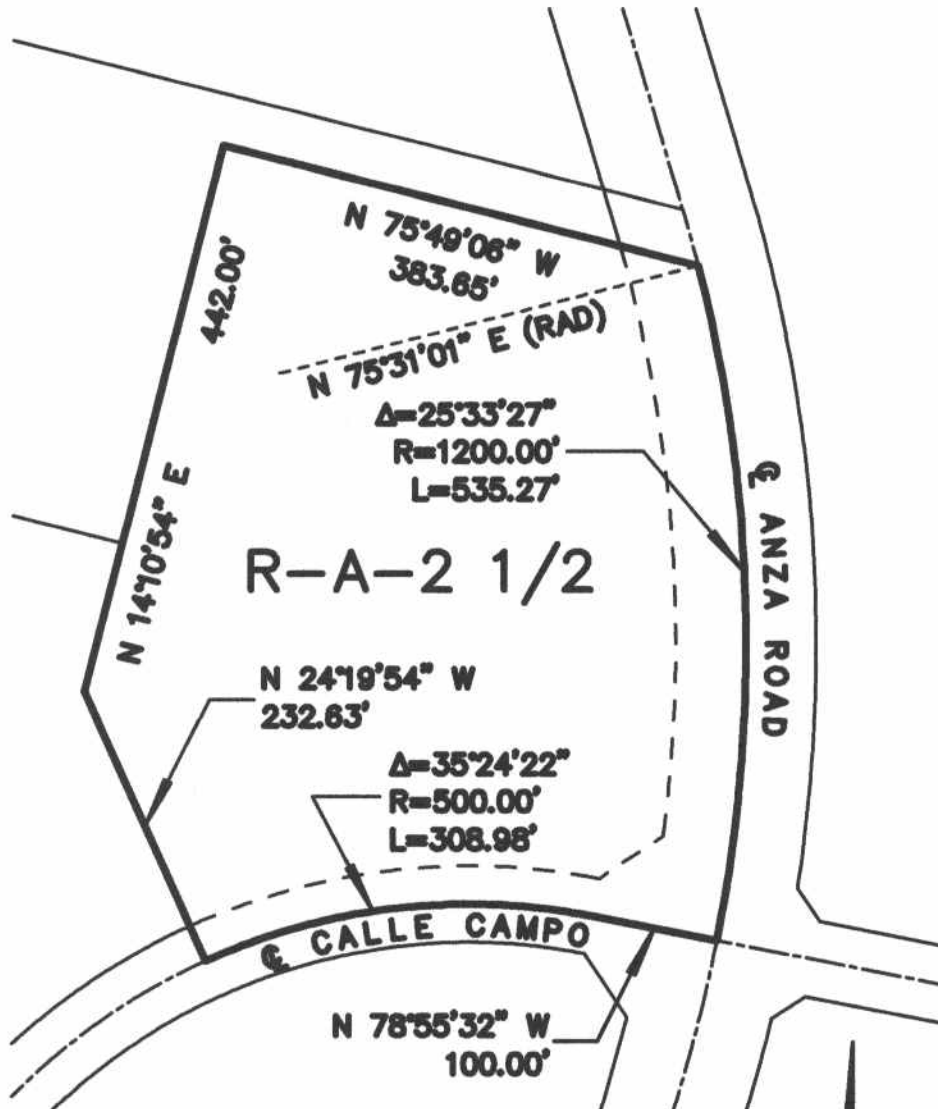 N 75°49'06" W
383.65'
442.00'
N 75°31'01" E (RAD)
Δ=25°33'27"
R=1200.00'
L=535.27'
℄ ANZA ROAD
N 14°10'54" E
R-A-2 1/2
N 24°19'54" W
232.63'
Δ=35°24'22"
R=500.00'
L=308.98'
℄ CALLE CAMPO
N 78°55'32" W
100.00'